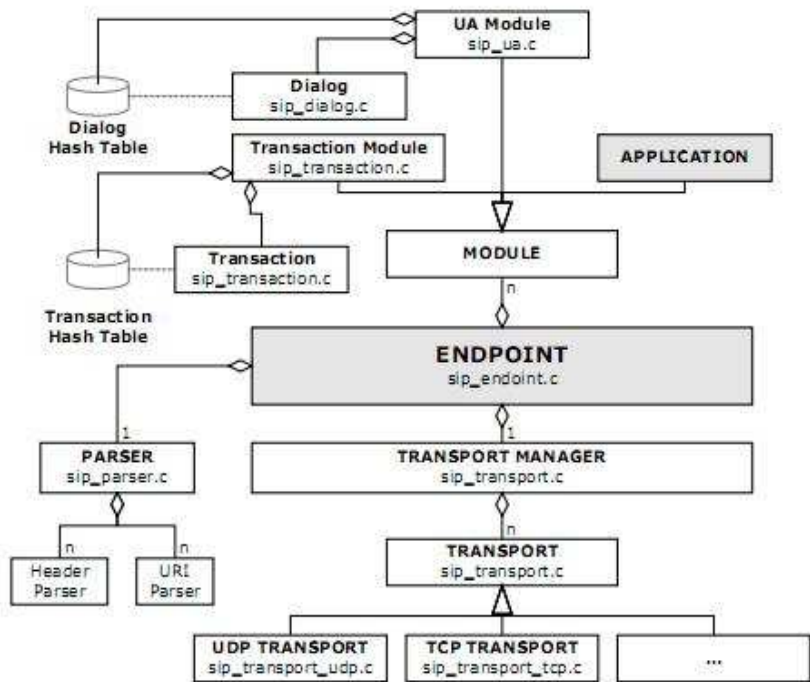 UA Module
sip_ua.c
Dialog
sip_dialog.c
Dialog
Hash Table
Transaction Module
sip_transaction.c
APPLICATION
MODULE
Transaction
sip_transaction.c
n
Transaction
Hash Table
ENDPOINT
sip_endoint.c
1
1
PARSER
sip_parser.c
TRANSPORT MANAGER
sip_transport.c
n
n
n
Header
Parser
URI
Parser
TRANSPORT
sip_transport.c
UDP TRANSPORT
sip_transport_udp.c
TCP TRANSPORT
sip_transport_tcp.c
...